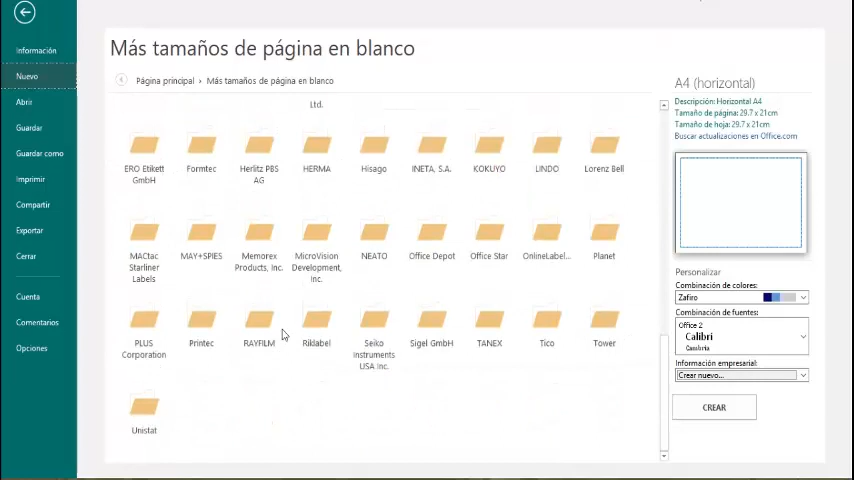 Información
Nuevo
Abrir
Guardar
Guardar como
Imprimir
Compartir
Exportar
Cerrar
Cuenta
Comentarios
Opciones
Más tamaños de página en blanco
Página principal › Más tamaños de página en blanco
Ltd.
ERO Etikett
GmbH
Formtec
Herlitz PBS
AG
HERMA
Hisago
INETA, S.A.
KOKUYO
LINDO
Lorenz Bell
MACtac
Starliner
Labels
MAY+SPIES
Memorex
Products, Inc.
MicroVision
Development,
Inc.
NEATO
Office Depot
Office Star
OnlineLabel...
Planet
PLUS
Corporation
Printec
RAYFILM
Riklabel
Seiko
Instruments
USA Inc.
Sigel GmbH
TANEX
Tico
Tower
Unistat
A4 (horizontal)
Descripción: Horizontal A4
Tamaño de página: 29.7 x 21cm
Tamaño de hoja: 29.7 x 21cm
Buscar actualizaciones en Office.com
Personalizar
Combinación de colores:
Zafiro
Combinación de fuentes:
Office 2
Calibri
Cambria
Información empresarial:
Crear nuevo...
CREAR